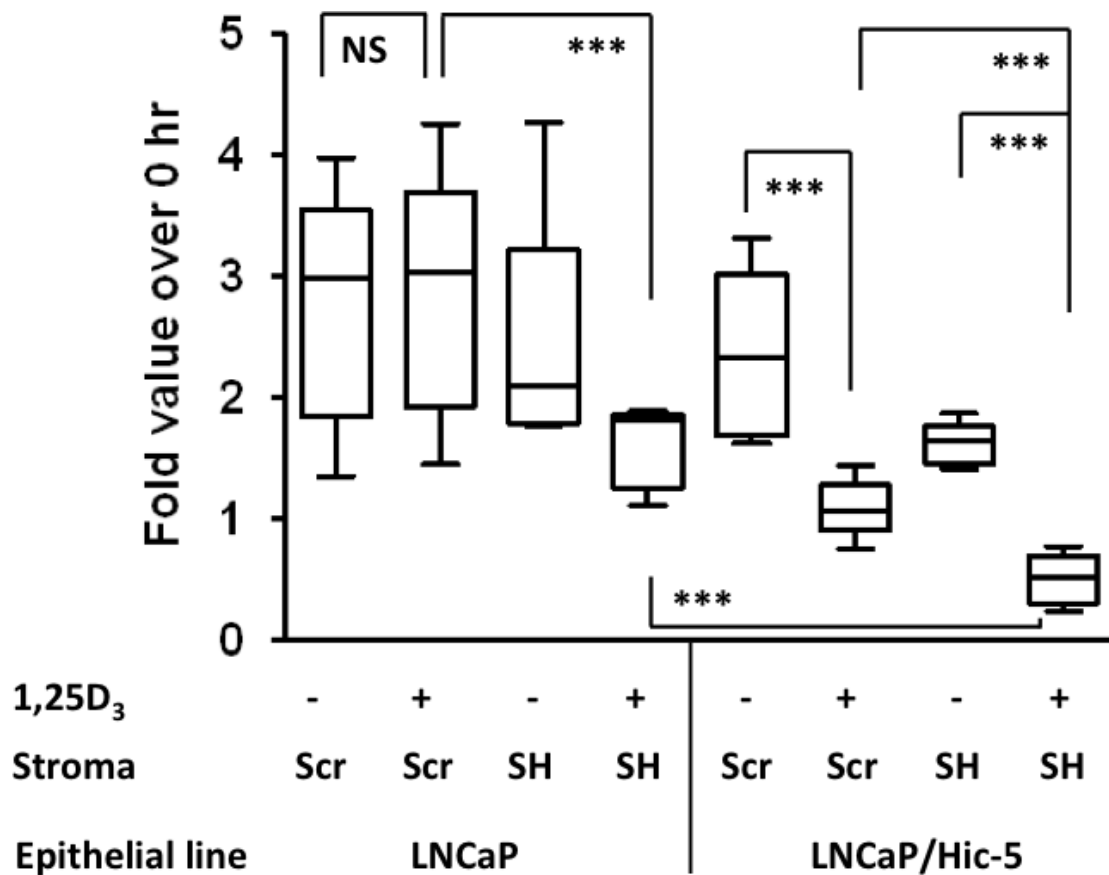 Fold value over 0 hr
5
4
3
2
1
0
NS
***
***
***
***
***
1,25D₃ - + - + - + - +
Stroma Scr Scr SH SH Scr Scr SH SH
Epithelial line LNCaP LNCaP/Hic-5